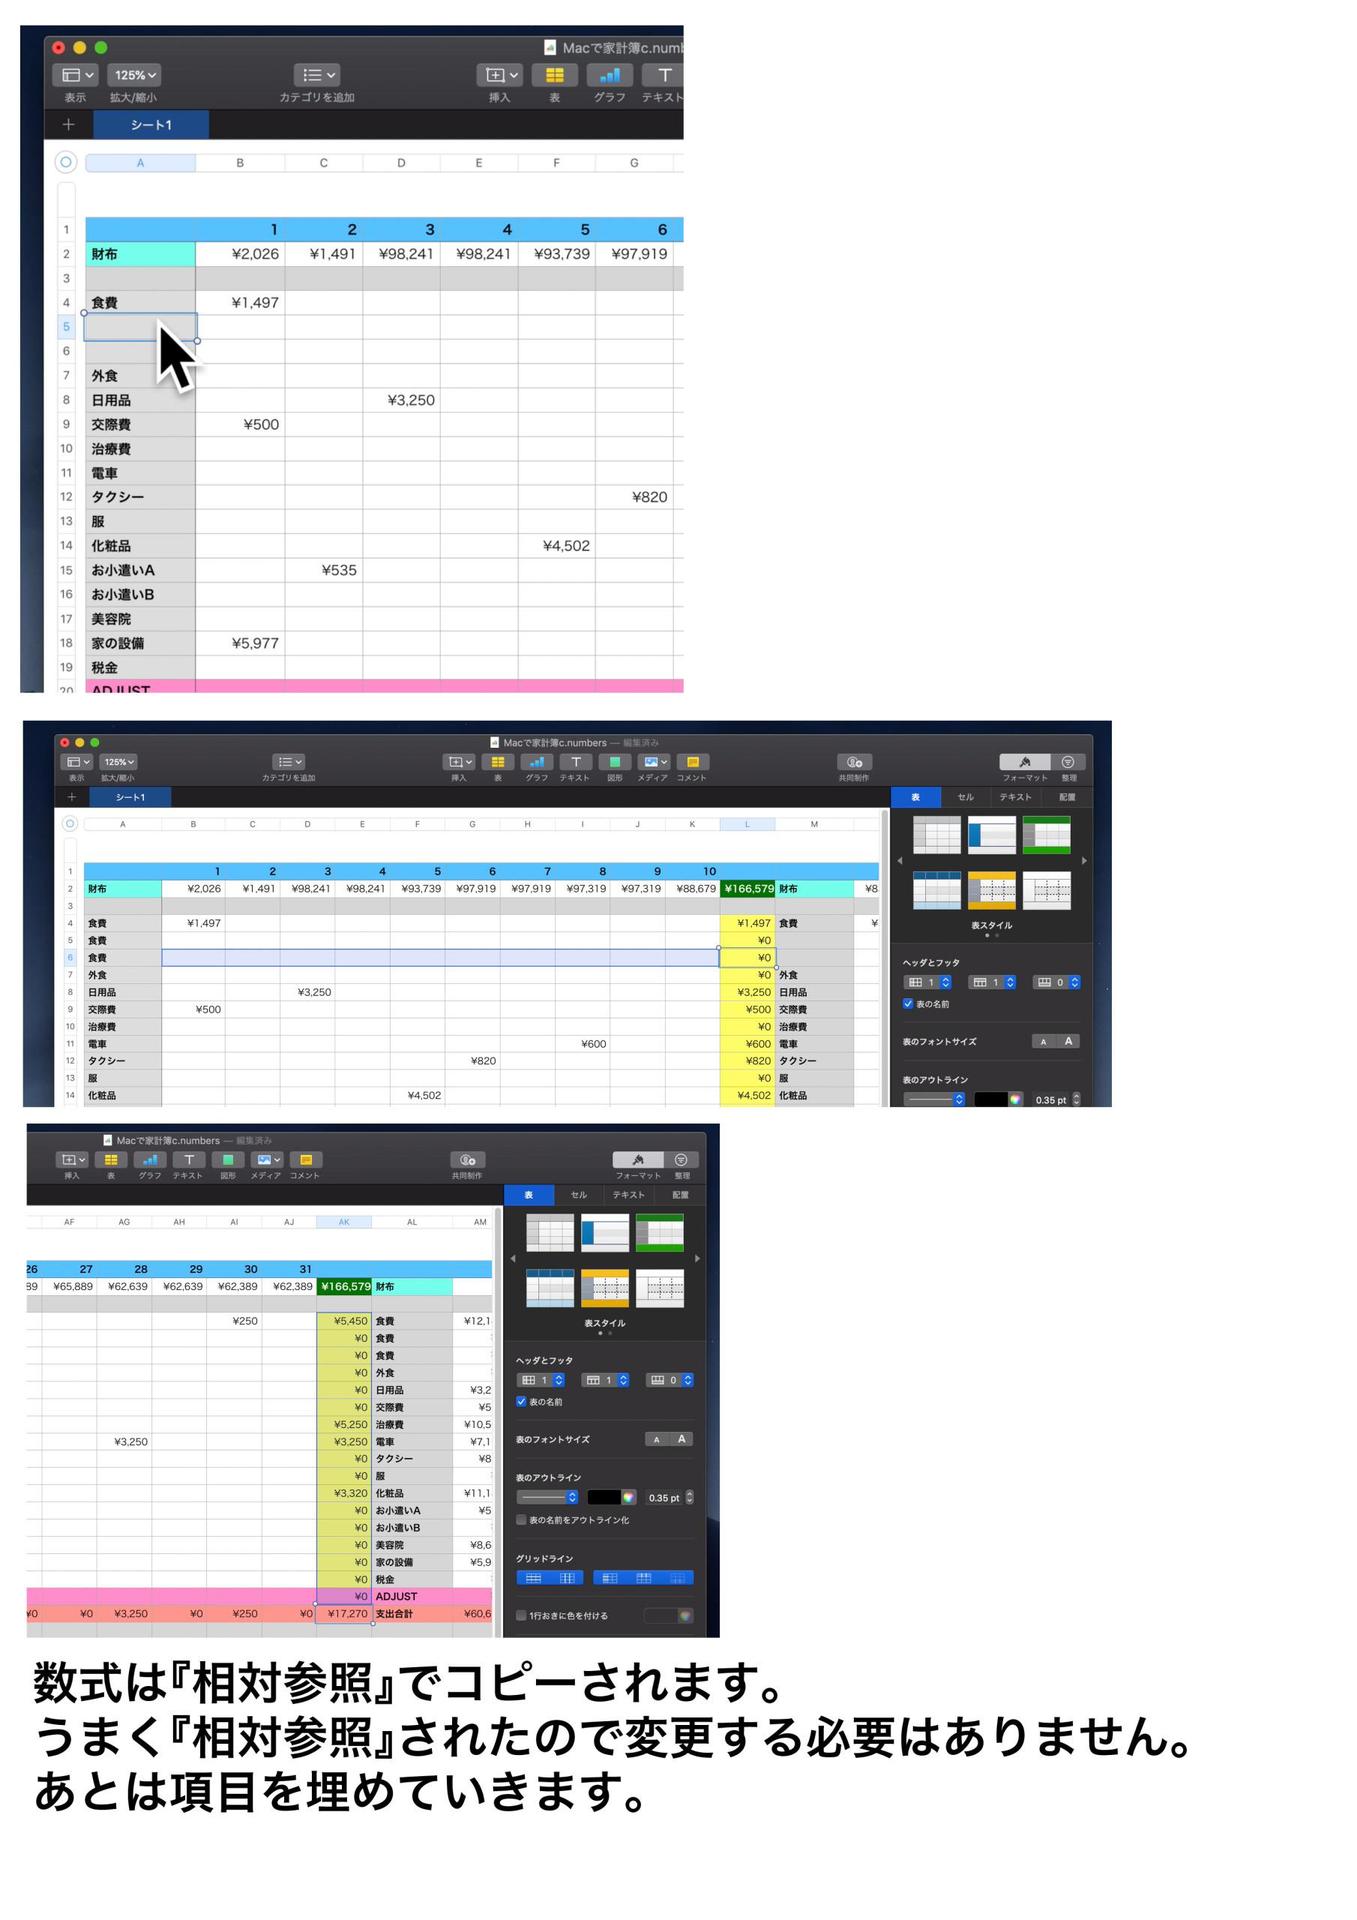 Macで家計簿c.numb
125%
表示 拡大/縮小 カテゴリを追加 挿入 表 グラフ テキスト
+ シート1
A B C D E F G
1 1 2 3 4 5 6
2 財布 ¥2,026 ¥1,491 ¥98,241 ¥98,241 ¥93,739 ¥97,919
3
4 食費 ¥1,497
5
6
7 外食
8 日用品 ¥3,250
9 交際費 ¥500
10 治療費
11 電車
12 タクシー ¥820
13 服
14 化粧品 ¥4,502
15 お小遣いA ¥535
16 お小遣いB
17 美容院
18 家の設備 ¥5,977
19 税金
20 ADJUST
Macで家計簿c.numbers — 編集済み
125%
表示 拡大/縮小 カテゴリを追加 挿入 表 グラフ テキスト 図形 メディア コメント 共同制作 フォーマット 整理
+ シート1 表 セル テキスト 配置
A B C D E F G H I J K L M
1 1 2 3 4 5 6 7 8 9 10
2 財布 ¥2,026 ¥1,491 ¥98,241 ¥98,241 ¥93,739 ¥97,919 ¥97,919 ¥97,319 ¥97,319 ¥88,679 ¥166,579 財布 ¥8
3
4 食費 ¥1,497 ¥1,497 食費 ¥
5 食費 ¥0
6 食費 ¥0
7 外食 ¥0 外食
8 日用品 ¥3,250 ¥3,250 日用品
9 交際費 ¥500 ¥500 交際費
10 治療費 ¥0 治療費
11 電車 ¥600 ¥600 電車
12 タクシー ¥820 ¥820 タクシー
13 服 ¥0 服
14 化粧品 ¥4,502 ¥4,502 化粧品
表スタイル
ヘッダとフッタ
1 1 0
表の名前
表のフォントサイズ A A
表のアウトライン
0.35 pt
Macで家計簿c.numbers — 編集済み
挿入 表 グラフ テキスト 図形 メディア コメント 共同制作 フォーマット 整理
表 セル テキスト 配置
AF AG AH AI AJ AK AL AM
26 27 28 29 30 31
89 ¥65,889 ¥62,639 ¥62,639 ¥62,389 ¥62,389 ¥166,579 財布
¥250 ¥5,450 食費 ¥12,1
¥0 食費
¥0 食費
¥0 外食
¥0 日用品 ¥3,2
¥0 交際費 ¥5
¥5,250 治療費 ¥10,5
¥3,250 ¥3,250 電車 ¥7,1
¥0 タクシー ¥8
¥0 服
¥3,320 化粧品 ¥11,1
¥0 お小遣いA ¥5
¥0 お小遣いB
¥0 美容院 ¥8,6
¥0 家の設備 ¥5,9
¥0 税金
¥0 ADJUST
¥0 ¥0 ¥3,250 ¥0 ¥250 ¥0 ¥17,270 支出合計 ¥60,6
表スタイル
ヘッダとフッタ
1 1 0
表の名前
表のフォントサイズ A A
表のアウトライン
0.35 pt
表の名前をアウトライン化
グリッドライン
1行おきに色を付ける
数式は『相対参照』でコピーされます。
うまく『相対参照』されたので変更する必要はありません。
あとは項目を埋めていきます。